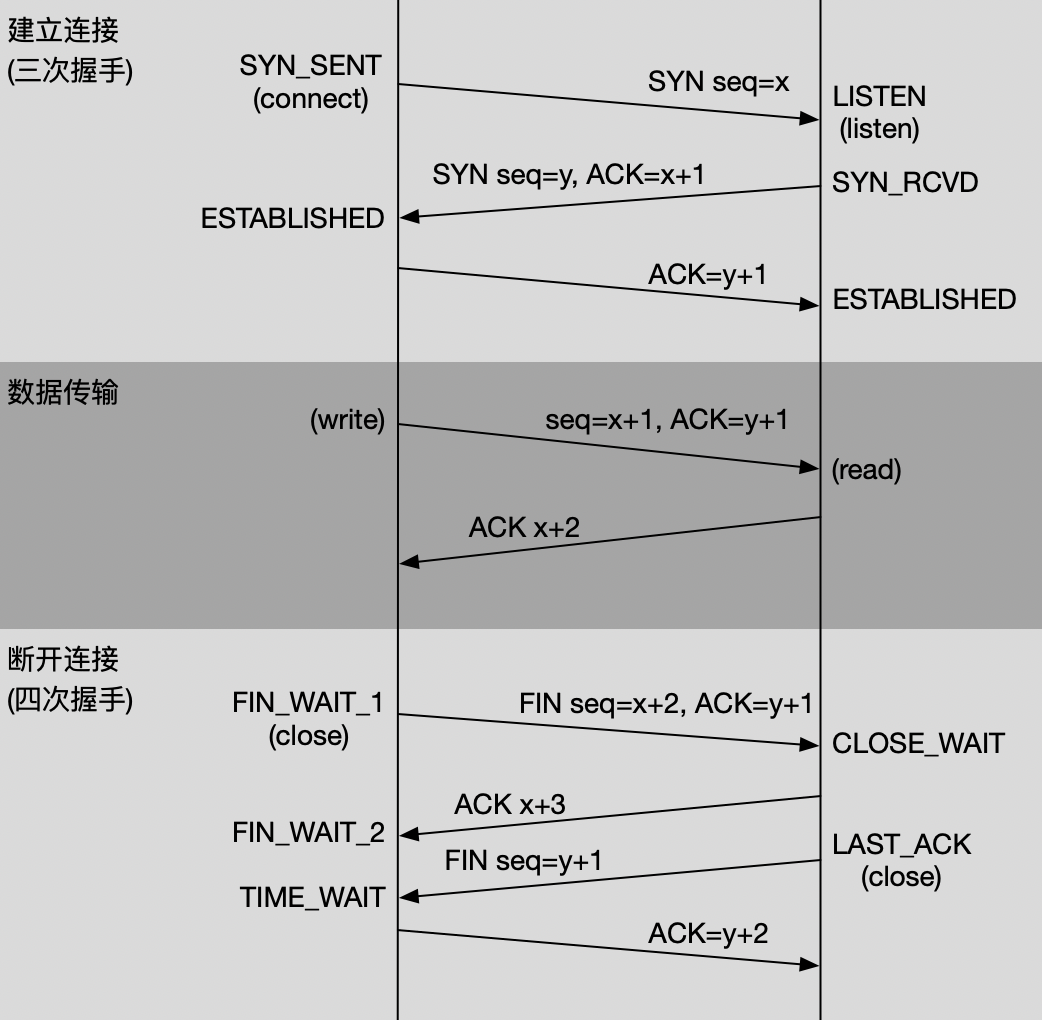 建立连接
(三次握手)
SYN_SENT
(connect)
SYN seq=x
LISTEN
(listen)
SYN seq=y, ACK=x+1
SYN_RCVD
ESTABLISHED
ACK=y+1
ESTABLISHED
数据传输
(write)
seq=x+1, ACK=y+1
(read)
ACK x+2
断开连接
(四次握手)
FIN_WAIT_1
(close)
FIN seq=x+2, ACK=y+1
CLOSE_WAIT
ACK x+3
FIN_WAIT_2
LAST_ACK
(close)
FIN seq=y+1
TIME_WAIT
ACK=y+2